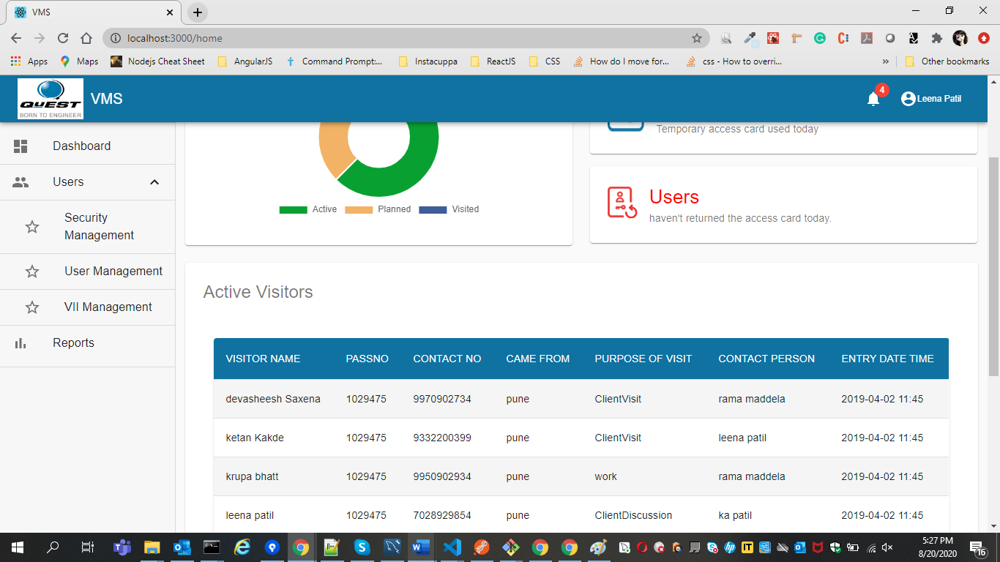 VMS
localhost:3000/home
Apps Maps Nodejs Cheat Sheet AngularJS Command Prompt:... Instacuppa ReactJS CSS How do I move for... css - How to overri... » Other bookmarks
QuEST
BORN TO ENGINEER
VMS
4
Leena Patil
Dashboard
Users
Security
Management
User Management
VII Management
Reports
Active Planned Visited
Temporary access card used today
Users
haven't returned the access card today.
Active Visitors
VISITOR NAME PASSNO CONTACT NO CAME FROM PURPOSE OF VISIT CONTACT PERSON ENTRY DATE TIME
devasheesh Saxena 1029475 9970902734 pune ClientVisit rama maddela 2019-04-02 11:45
ketan Kakde 1029475 9332200399 pune ClientVisit leena patil 2019-04-02 11:45
krupa bhatt 1029475 9950902934 pune work rama maddela 2019-04-02 11:45
leena patil 1029475 7028929854 pune ClientDiscussion ka patil 2019-04-02 11:45
5:27 PM
8/20/2020
16